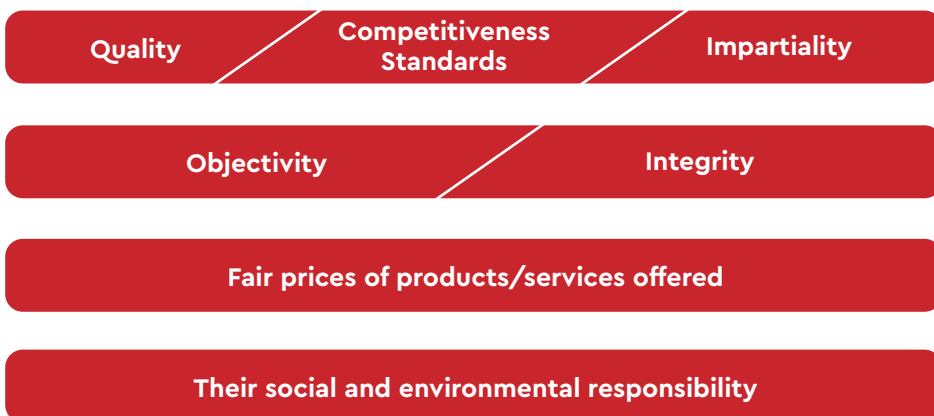 Quality
Competitiveness
Standards
Impartiality
Objectivity
Integrity
Fair prices of products/services offered
Their social and environmental responsibility